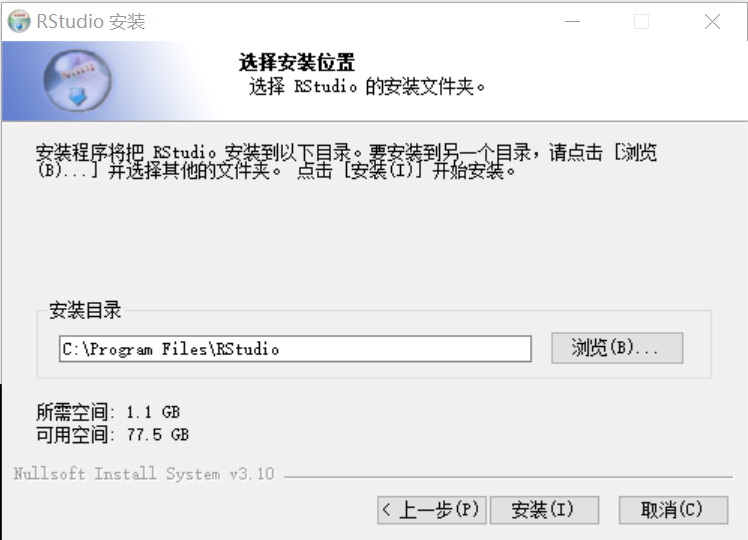 RStudio 安装
选择安装位置
选择 RStudio 的安装文件夹。
安装程序将把 RStudio 安装到以下目录。要安装到另一个目录，请点击 [浏览
(B)...] 并选择其他的文件夹。 点击 [安装(I)] 开始安装。
安装目录
C:\Program Files\RStudio
浏览(B)...
所需空间: 1.1 GB
可用空间: 77.5 GB
Nullsoft Install System v3.10
< 上一步(P) 安装(I) 取消(C)